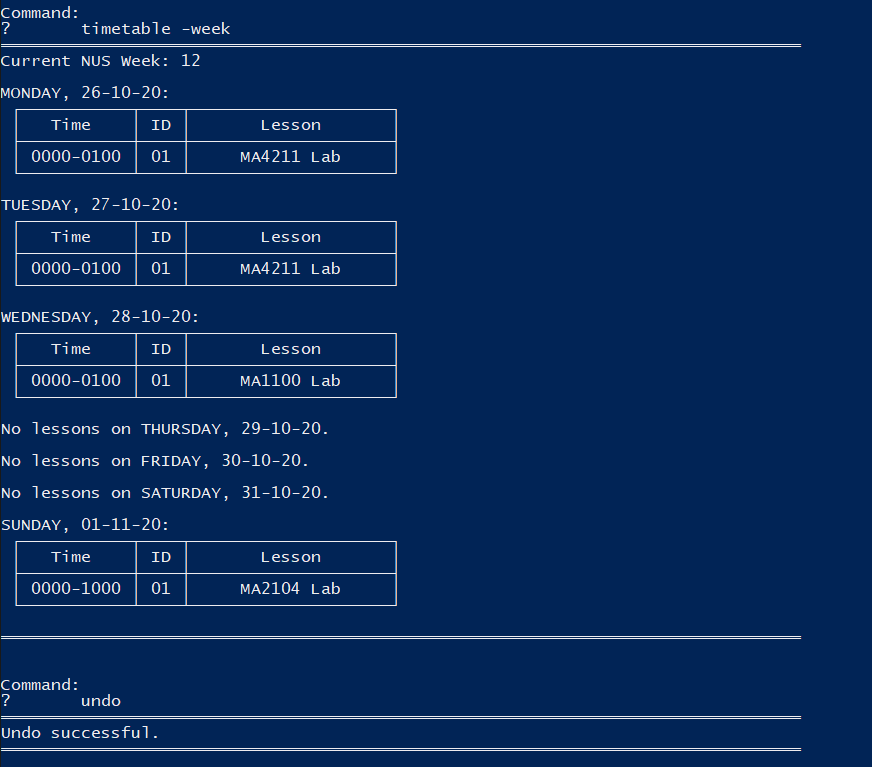 Command:
? timetable -week
Current NUS Week: 12
MONDAY, 26-10-20:
Time ID Lesson
0000-0100 01 MA4211 Lab
TUESDAY, 27-10-20:
Time ID Lesson
0000-0100 01 MA4211 Lab
WEDNESDAY, 28-10-20:
Time ID Lesson
0000-0100 01 MA1100 Lab
No lessons on THURSDAY, 29-10-20.
No lessons on FRIDAY, 30-10-20.
No lessons on SATURDAY, 31-10-20.
SUNDAY, 01-11-20:
Time ID Lesson
0000-1000 01 MA2104 Lab
Command:
? undo
Undo successful.